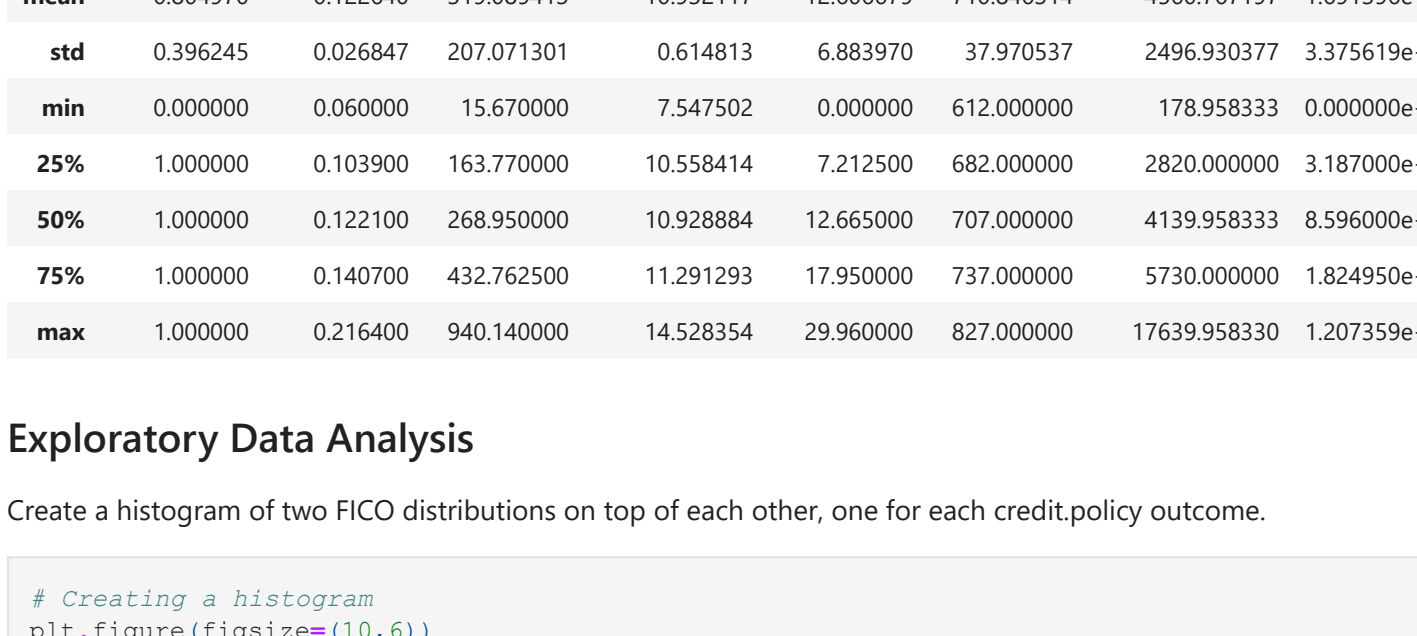 std 0.396245 0.026847 207.071301 0.614813 6.883970 37.970537 2496.930377 3.375619e
min 0.000000 0.060000 15.670000 7.547502 0.000000 612.000000 178.958333 0.000000e
25% 1.000000 0.103900 163.770000 10.558414 7.212500 682.000000 2820.000000 3.187000e
50% 1.000000 0.122100 268.950000 10.928884 12.665000 707.000000 4139.958333 8.596000e
75% 1.000000 0.140700 432.762500 11.291293 17.950000 737.000000 5730.000000 1.824950e
max 1.000000 0.216400 940.140000 14.528354 29.960000 827.000000 17639.958330 1.207359e
Exploratory Data Analysis
Create a histogram of two FICO distributions on top of each other, one for each credit.policy outcome.
# Creating a histogram
plt.figure(figsize=(10,6))